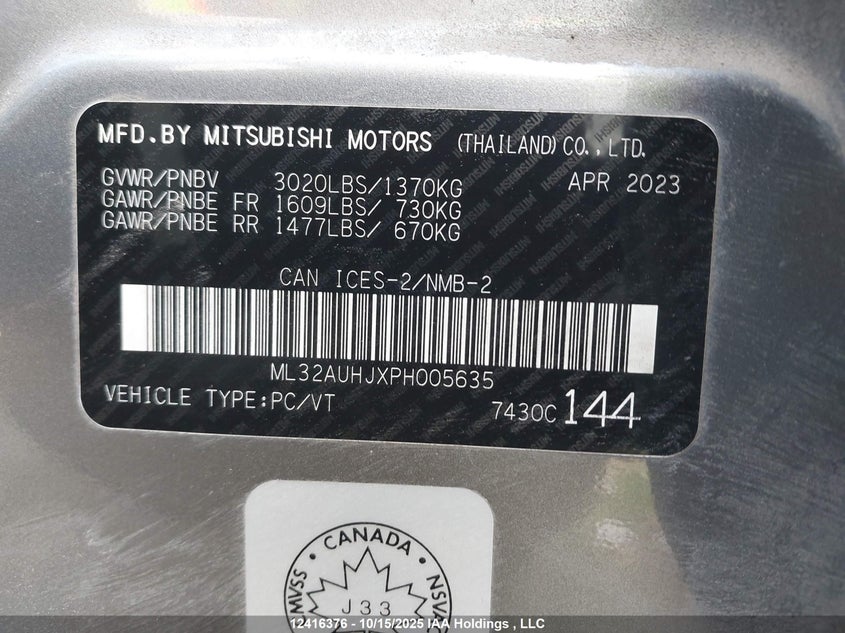 MFD.BY MITSUBISHI MOTORS (THAILAND)CO.,LTD.
GVWR/PNBV 3020LBS/1370KG APR 2023
GAWR/PNBE FR 1609LBS/ 730KG
GAWR/PNBE RR 1477LBS/ 670KG
CAN ICES-2/NMB-2
ML32AUHJXPH005635
VEHICLE TYPE:PC/VT 7430C 144
CANADA
J33
12416376 - 10/15/2025 IAA Holdings , LLC